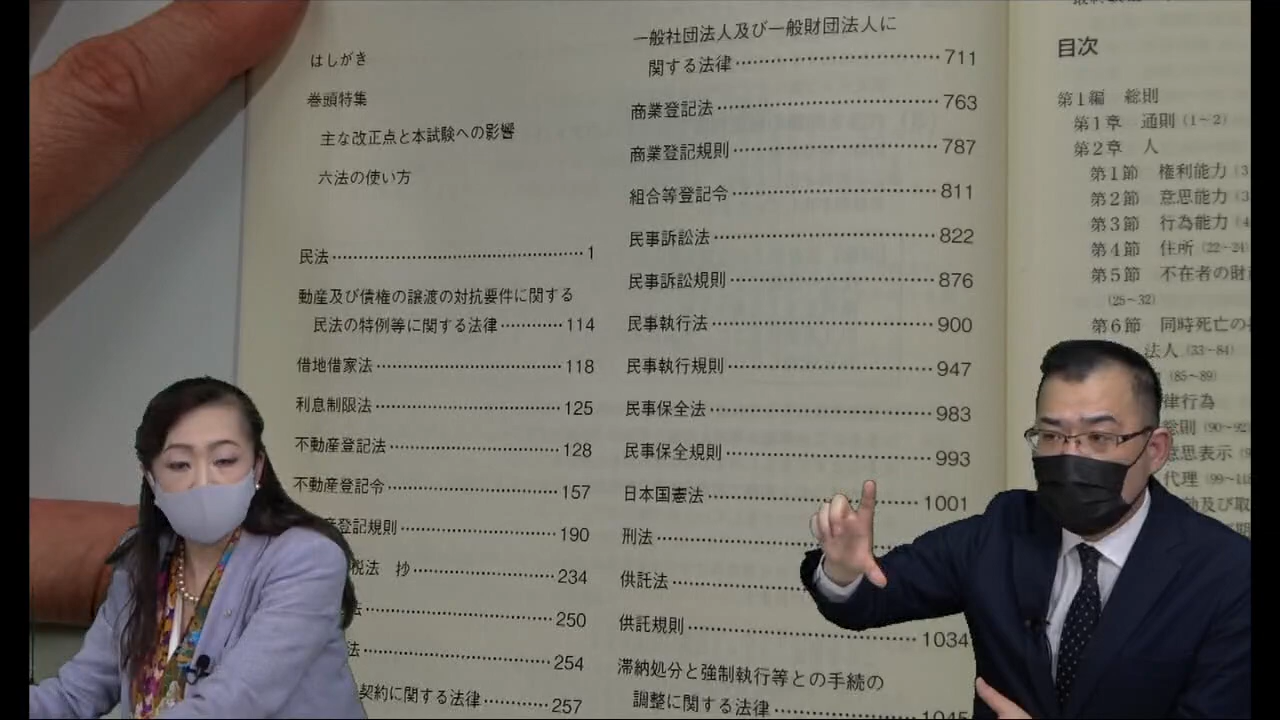 はしがき
巻頭特集
主な改正点と本試験への影響
六法の使い方
民法 1
動産及び債権の譲渡の対抗要件に関する
民法の特例等に関する法律 114
借地借家法 118
利息制限法 125
不動産登記法 128
不動産登記令 157
産登記規則 190
税法 抄 234
法 250
法 254
契約に関する法律 257
一般社団法人及び一般財団法人に
関する法律 711
商業登記法 763
商業登記規則 787
組合等登記令 811
民事訴訟法 822
民事訴訟規則 876
民事執行法 900
民事執行規則 947
民事保全法 983
民事保全規則 993
日本国憲法 1001
刑法
供託法
供託規則 1034
滞納処分と強制執行等との手続の
調整に関する法律 1045
目次
第1編 総則
第1章 通則(1~2)
第2章 人
第1節 権利能力(3
第2節 意思能力(3
第3節 行為能力(4
第4節 住所(22~24)
第5節 不在者の財
(25~32)
第6節 同時死亡の
法人(33~84)
(85~89)
律行為
総則(90~92
意思表示(9
代理(99~
効及び取